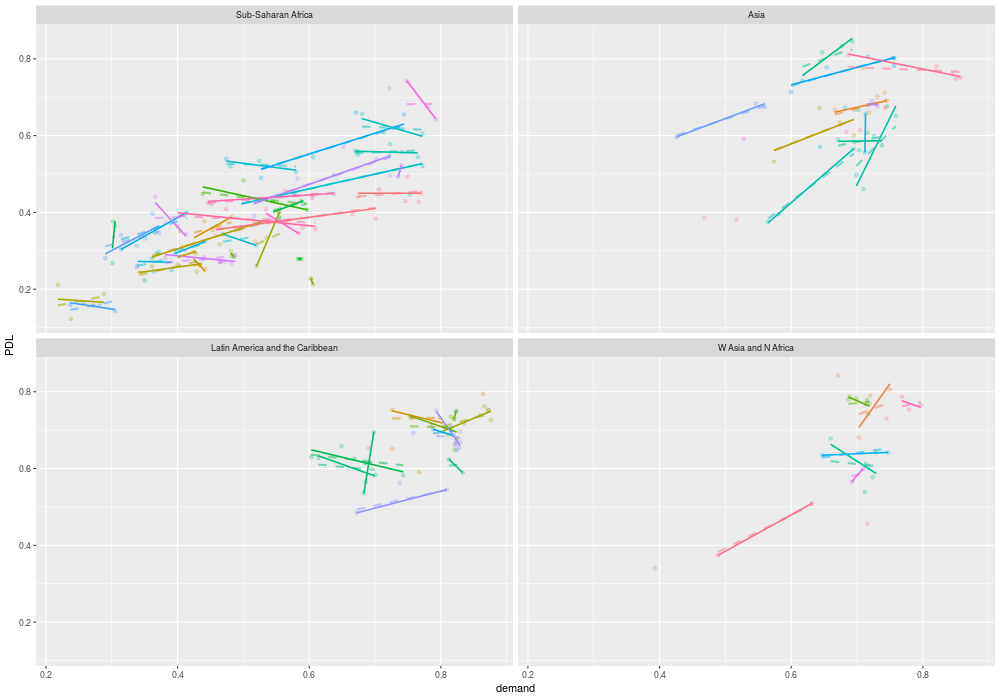 Sub-Saharan Africa
Asia
0.8
0.6
0.4
0.2
PDL
Latin America and the Caribbean
W Asia and N Africa
0.8
0.6
0.4
0.2
0.2 0.4 0.6 0.8 0.2 0.4 0.6 0.8
demand